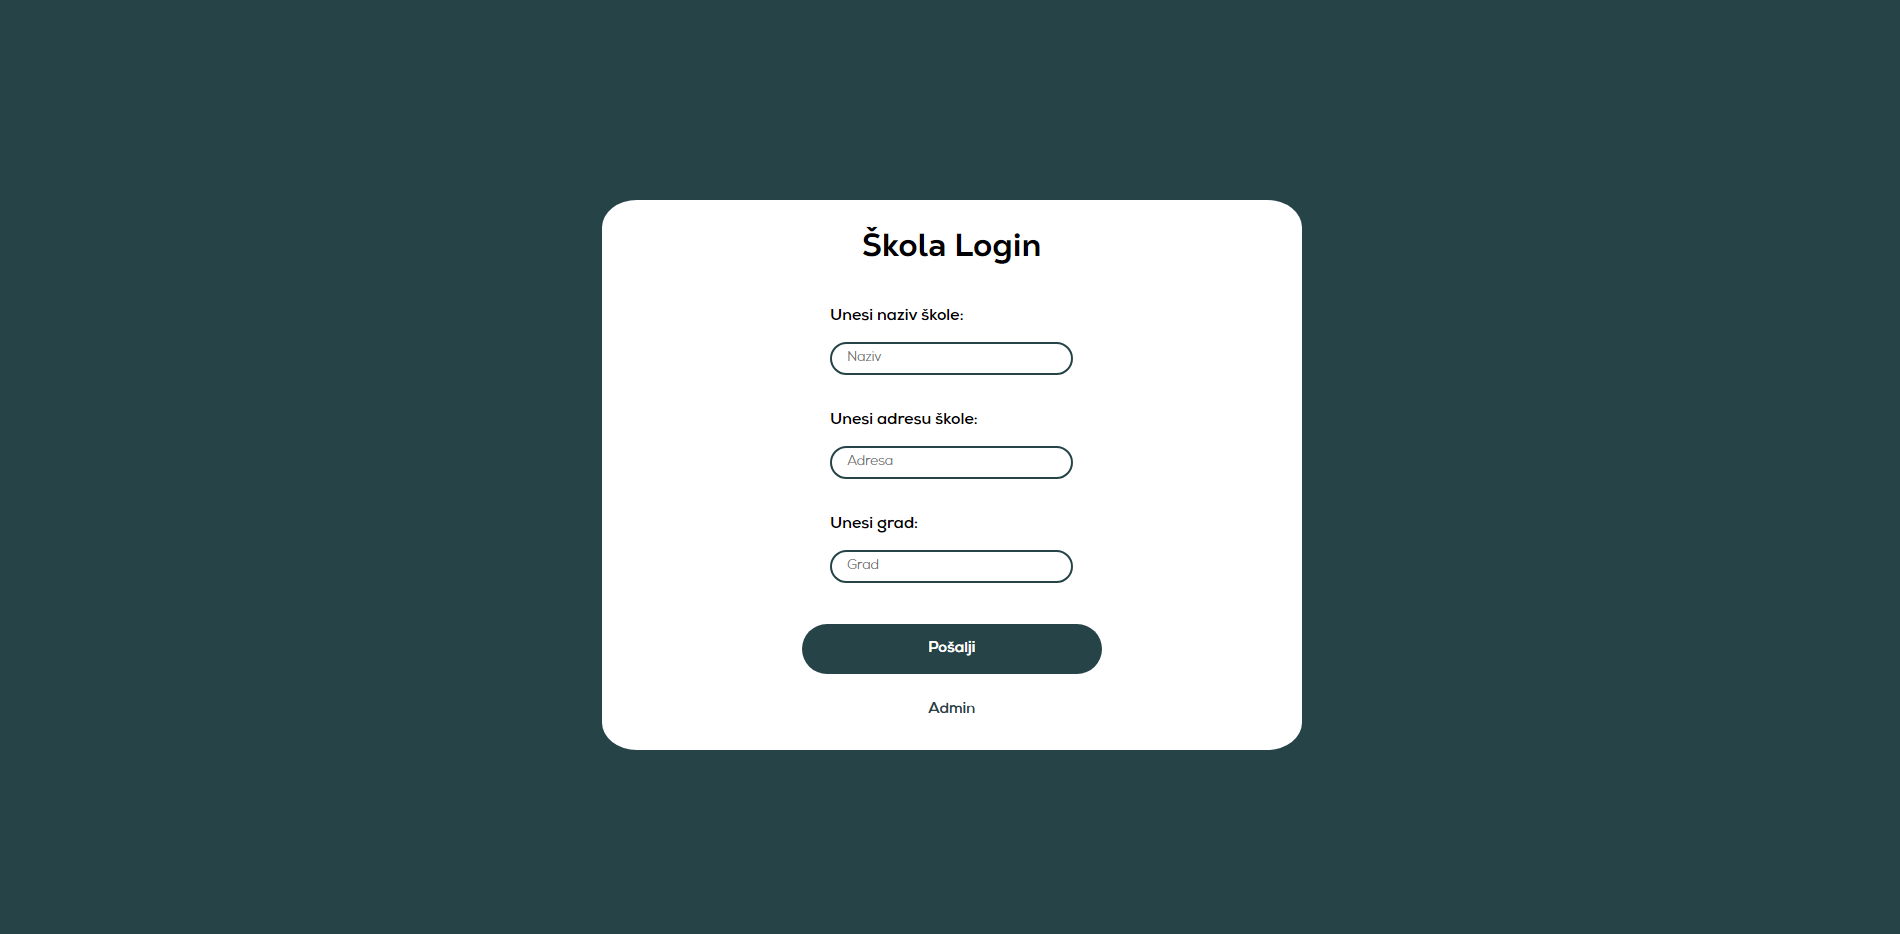 Škola Login
Unesi naziv škole:
Naziv
Unesi adresu škole:
Adresa
Unesi grad:
Grad
Pošalji
Admin